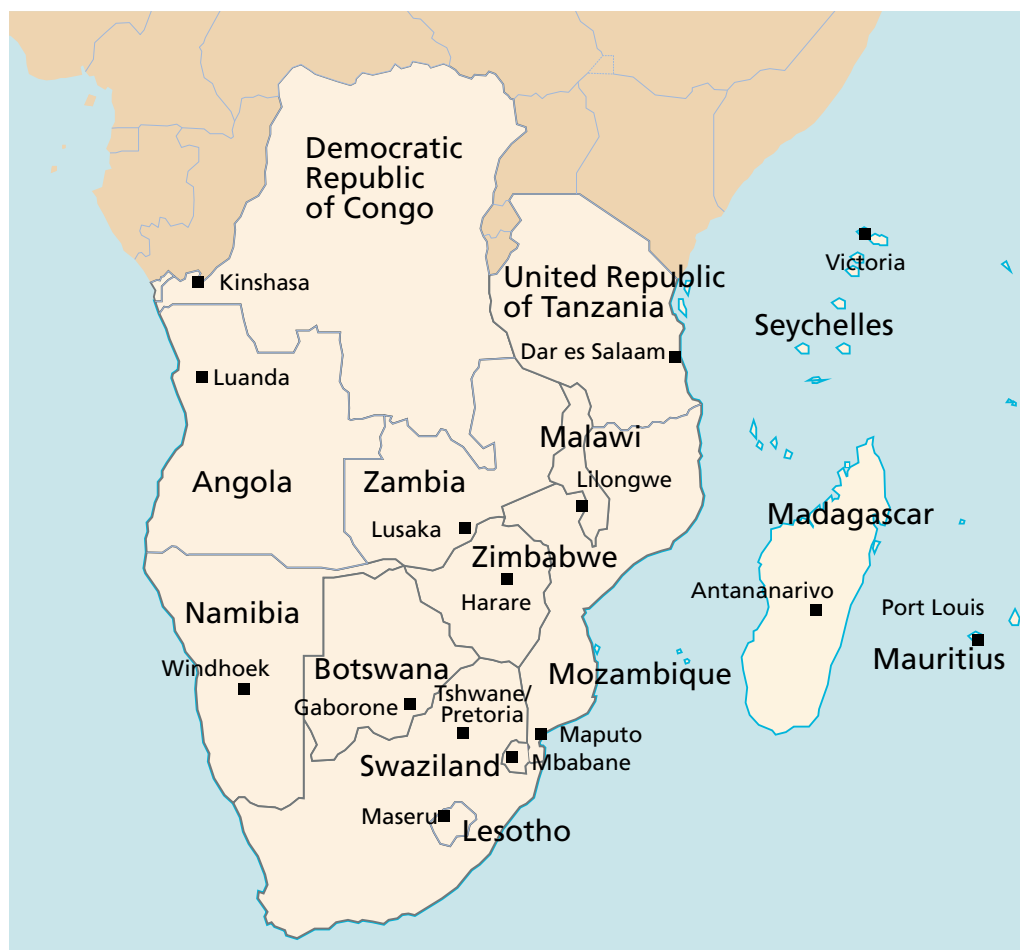 Democratic
Republic
of Congo
Victoria
United Republic
of Tanzania
Kinshasa
Seychelles
Dar es Salaam
Luanda
Malawi
Angola
Zambia
Lilongwe
Madagascar
Lusaka
Zimbabwe
Antananarivo
Harare
Port Louis
Namibia
Mauritius
Windhoek
Botswana
Mozambique
Tshwane/
Pretoria
Gaborone
Maputo
Swaziland
Mbabane
Maseru
Lesotho